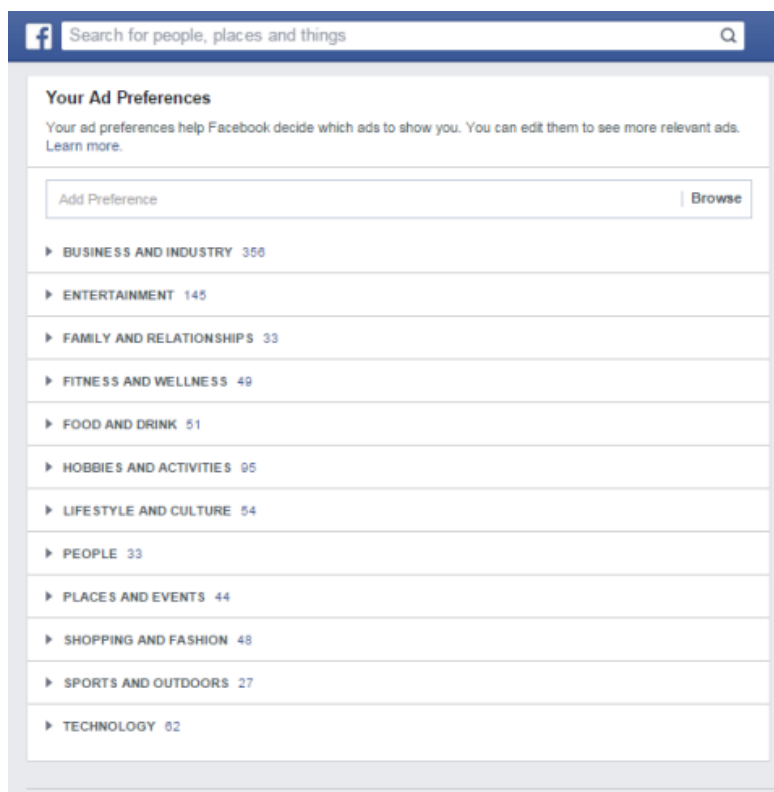 f Search for people, places and things
Your Ad Preferences
Your ad preferences help Facebook decide which ads to show you. You can edit them to see more relevant ads.
Learn more.
Add Preference Browse
BUSINESS AND INDUSTRY 356
ENTERTAINMENT 145
FAMILY AND RELATIONSHIPS 33
FITNESS AND WELLNESS 49
FOOD AND DRINK 51
HOBBIES AND ACTIVITIES 95
LIFESTYLE AND CULTURE 54
PEOPLE 33
PLACES AND EVENTS 44
SHOPPING AND FASHION 48
SPORTS AND OUTDOORS 27
TECHNOLOGY 62